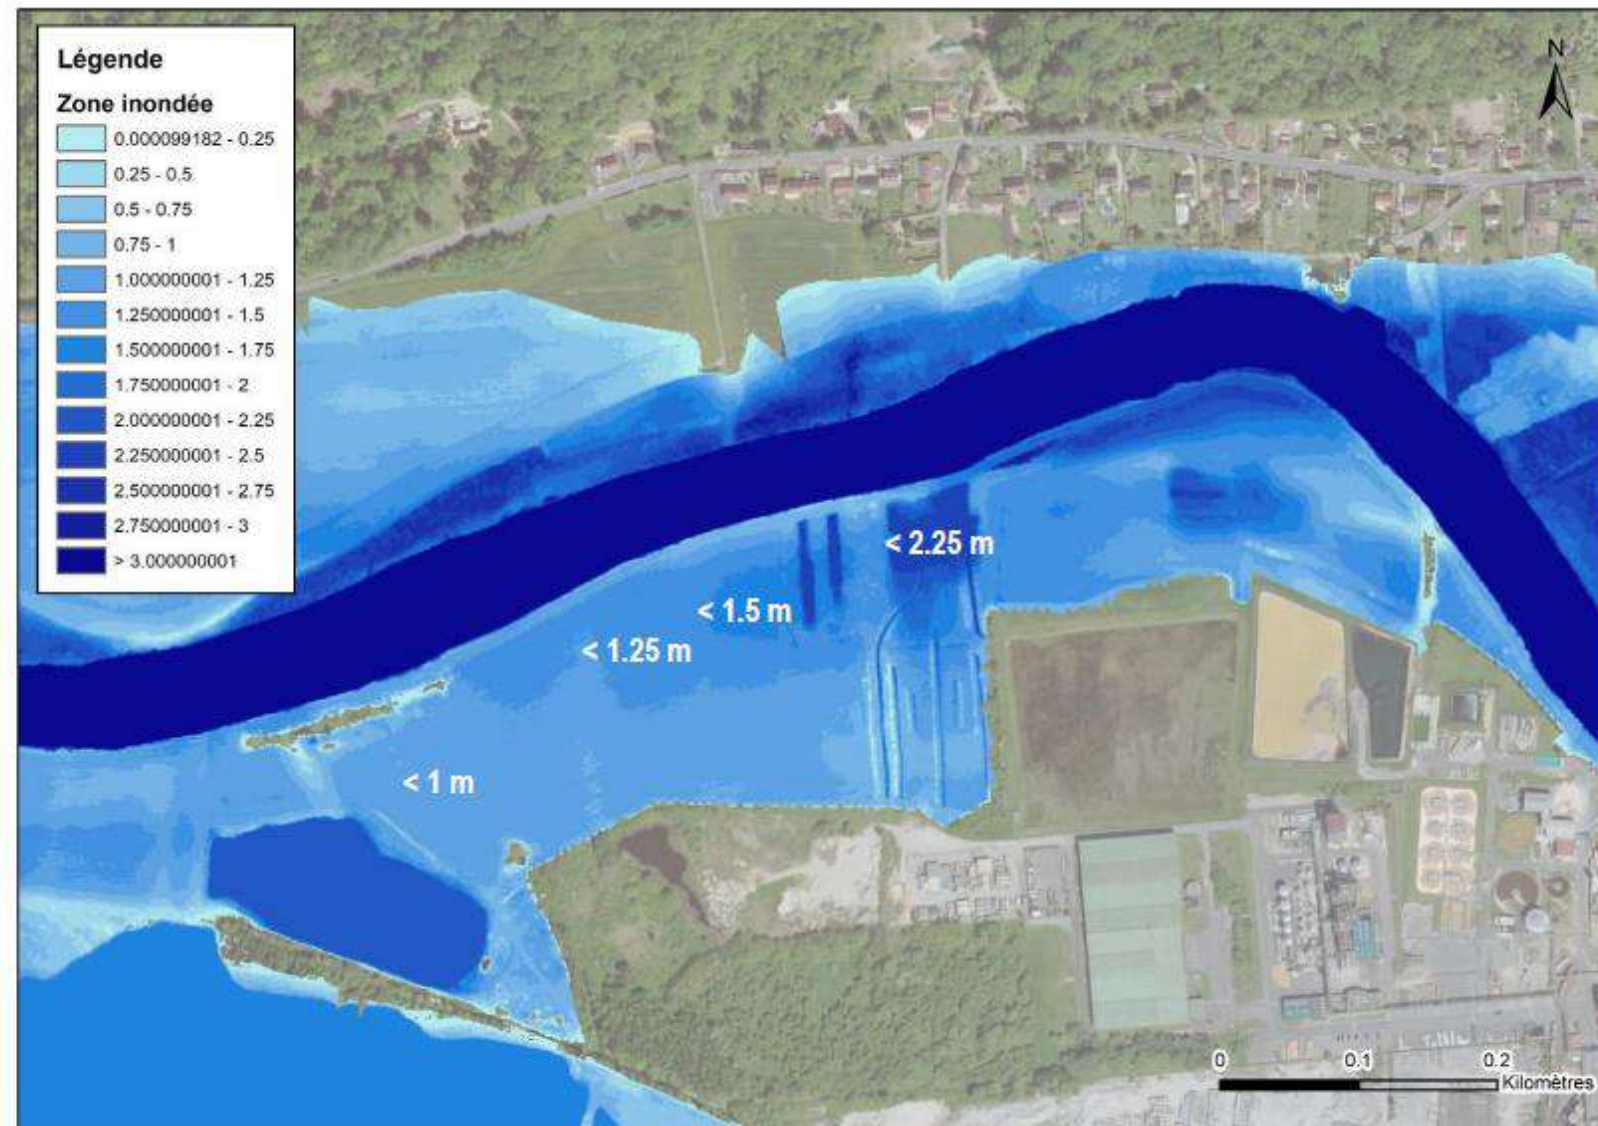 Légende
Zone inondée
0.000099182 - 0.25
0.25 - 0.5
0.5 - 0.75
0.75 - 1
1.000000001 - 1.25
1.250000001 - 1.5
1.500000001 - 1.75
1.750000001 - 2
2.000000001 - 2.25
2.250000001 - 2.5
2.500000001 - 2.75
2.750000001 - 3
> 3.000000001
N
< 2.25 m
< 1.5 m
< 1.25 m
< 1 m
0 0.1 0.2
Kilomètres